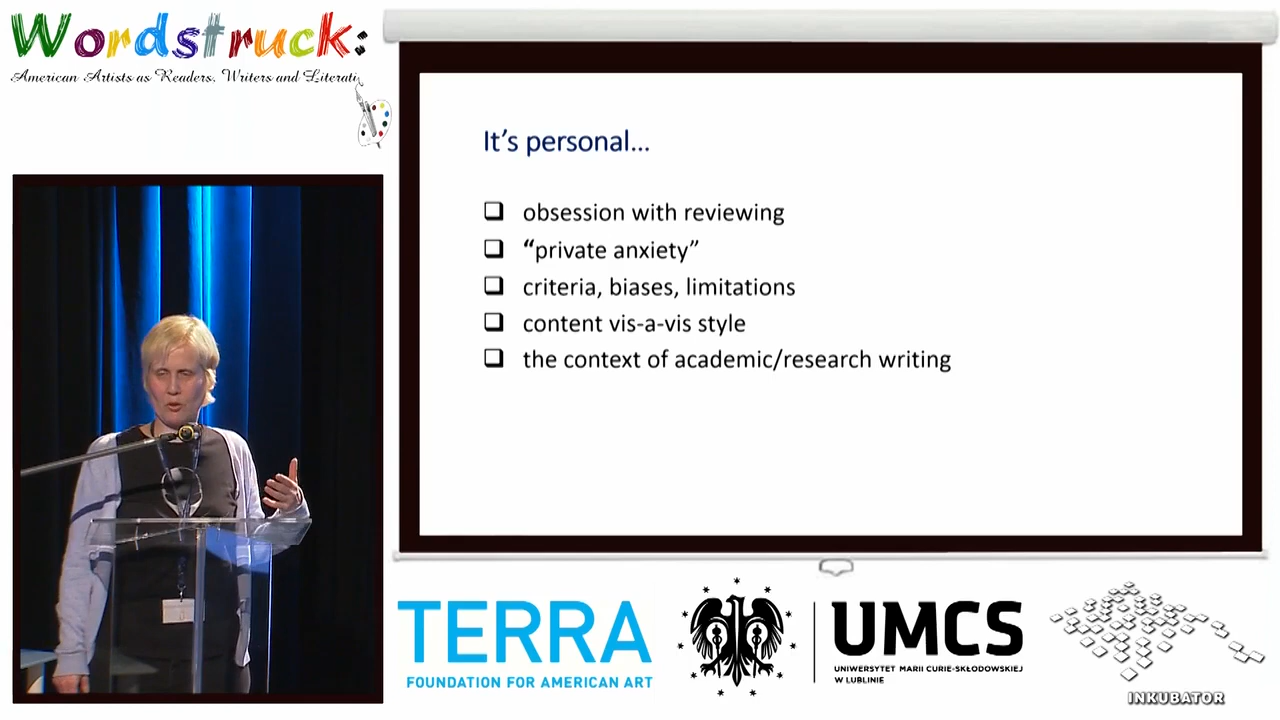 Wordstruck:
American Artists as Readers, Writers and Literati
It's personal...
❑ obsession with reviewing
❑ “private anxiety”
❑ criteria, biases, limitations
❑ content vis-a-vis style
❑ the context of academic/research writing
TERRA
FOUNDATION FOR AMERICAN ART
UMCS
UNIWERSYTET MARII CURIE-SKŁODOWSKIEJ
W LUBLINIE
INKUBATOR